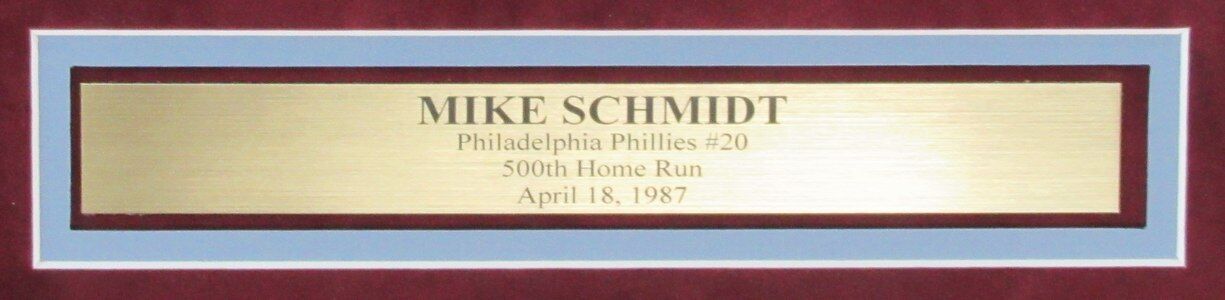 MIKE SCHMIDT
Philadelphia Phillies #20
500th Home Run
April 18, 1987